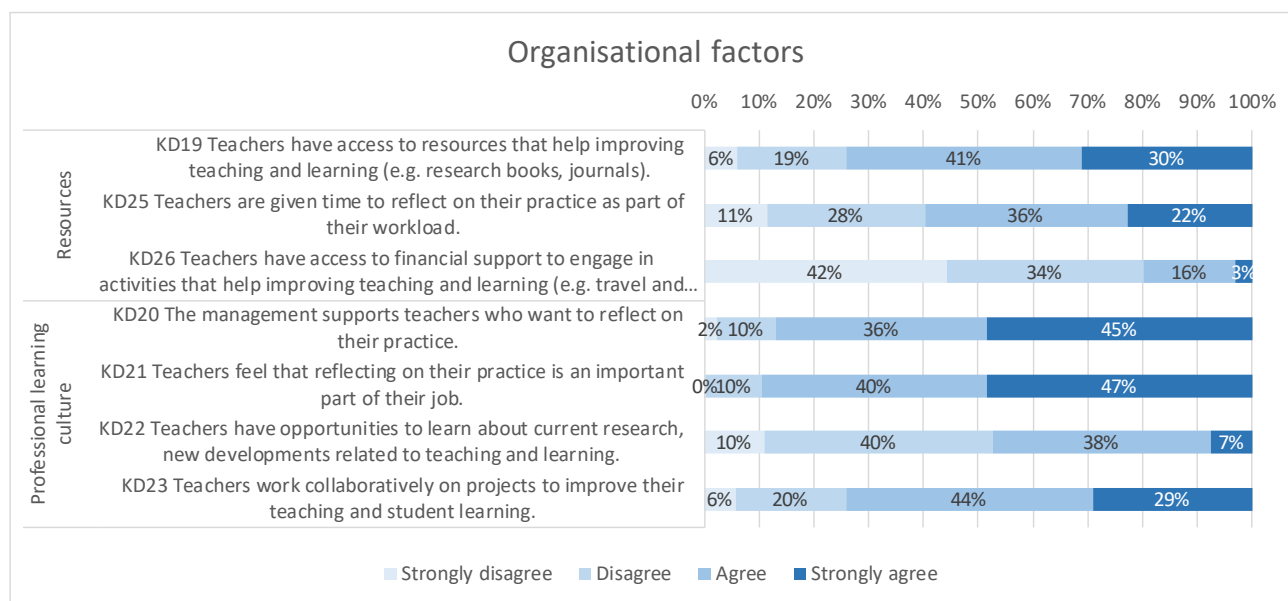 Organisational factors
0% 10% 20% 30% 40% 50% 60% 70% 80% 90% 100%
Resources
KD19 Teachers have access to resources that help improving
teaching and learning (e.g. research books, journals).
6% 19% 41% 30%
KD25 Teachers are given time to reflect on their practice as part of
their workload.
11% 28% 36% 22%
KD26 Teachers have access to financial support to engage in
activities that help improving teaching and learning (e.g. travel and...
42% 34% 16% 3%
Professional learning
culture
KD20 The management supports teachers who want to reflect on
their practice.
2% 10% 36% 45%
KD21 Teachers feel that reflecting on their practice is an important
part of their job.
0% 10% 40% 47%
KD22 Teachers have opportunities to learn about current research,
new developments related to teaching and learning.
10% 40% 38% 7%
KD23 Teachers work collaboratively on projects to improve their
teaching and student learning.
6% 20% 44% 29%
Strongly disagree Disagree Agree Strongly agree